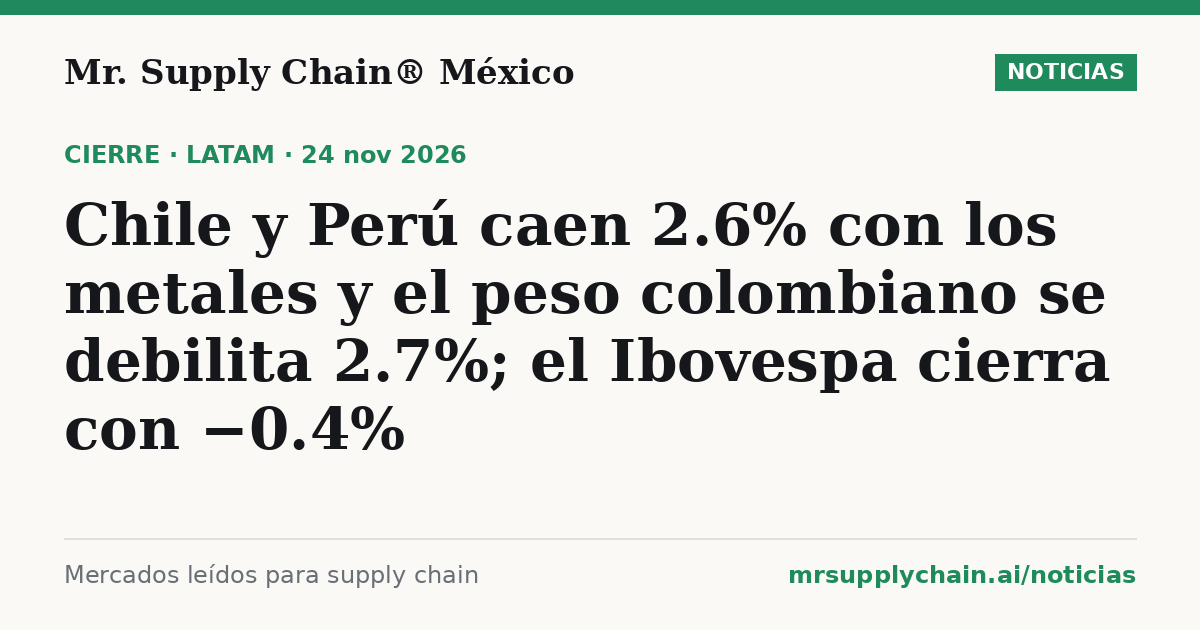 Mr. Supply Chain® México
NOTICIAS
CIERRE · LATAM · 24 nov 2026
Chile y Perú caen 2.6% con los
metales y el peso colombiano se
debilita 2.7%; el Ibovespa cierra
con −0.4%
Mercados leídos para supply chain
mrsupplychain.ai/noticias